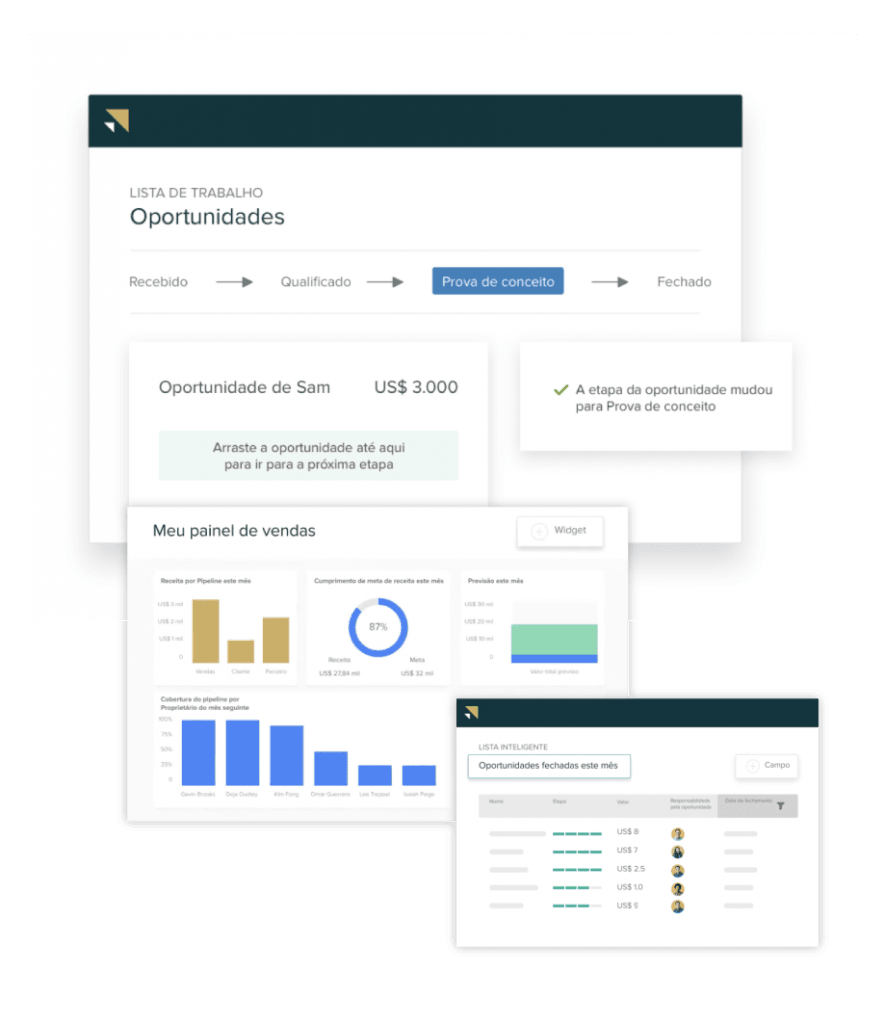 LISTA DE TRABALHO
Oportunidades
Recebido
Qualificado
Prova de conceito
Fechado
Oportunidade de Sam
US$ 3.000
Arraste a oportunidade até aqui
para ir para a próxima etapa
A etapa da oportunidade mudou
para Prova de conceito
Meu painel de vendas
Widget
Receita por Pipeline este mês
US$ 3 mil
US$ 2 mil
US$ 1 mil
0
Vendas
Cliente
Parceiro
Cumprimento de meta de receita este mês
87%
Receita
Meta
US$ 27,84 mil
US$ 32 mil
Previsão este mês
US$ 30 mil
US$ 20 mil
US$ 10 mil
0
Valor total previsto
Cobertura do pipeline por
Proprietário do mês seguinte
100%
75%
50%
25%
0
Gavin Brooks
Deja Gurley
Kim Fong
Omar Guerrero
Isaiah Paige
LISTA INTELIGENTE
Oportunidades fechadas este mês
Campo
Nome
Etapa
Valor
Responsabilidade
pela oportunidade
Data de fechamento
US$ 8
US$ 7
US$ 2.5
US$ 1.0
US$